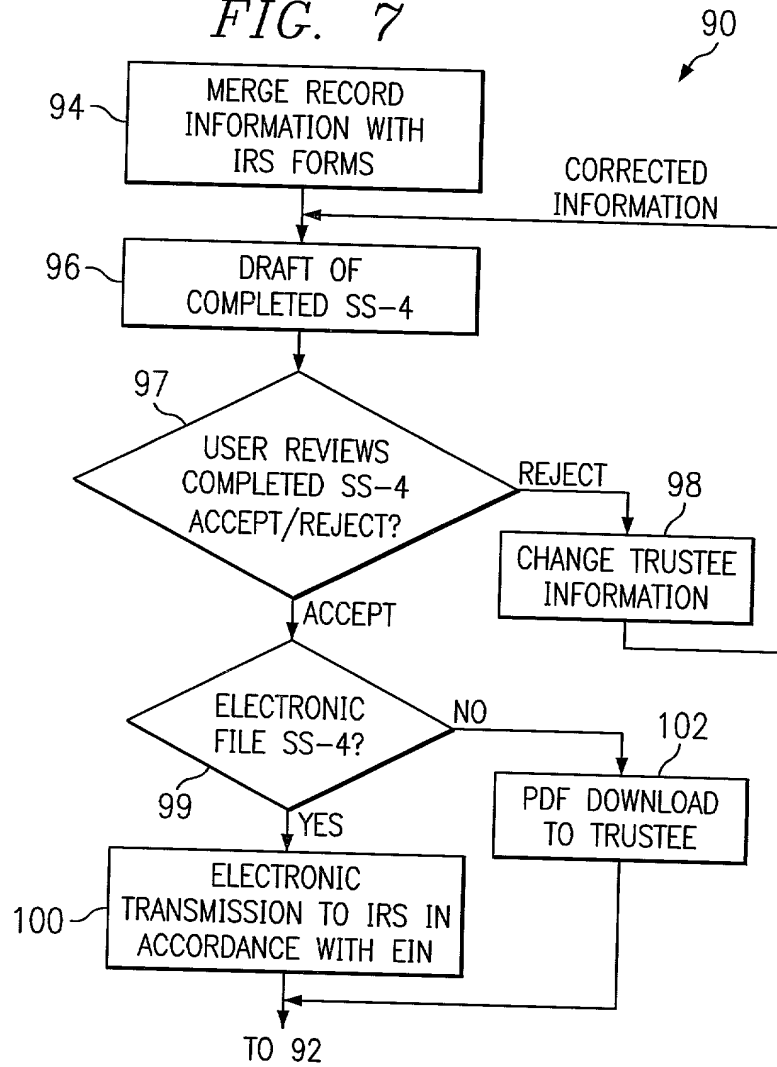 FIG. 7
90
94
MERGE RECORD
INFORMATION WITH
IRS FORMS
CORRECTED
INFORMATION
96
DRAFT OF
COMPLETED SS-4
97
USER REVIEWS
COMPLETED SS-4
ACCEPT/REJECT?
REJECT
98
CHANGE TRUSTEE
INFORMATION
ACCEPT
ELECTRONIC
FILE SS-4?
NO
99
102
PDF DOWNLOAD
TO TRUSTEE
YES
100
ELECTRONIC
TRANSMISSION TO IRS IN
ACCORDANCE WITH EIN
TO 92